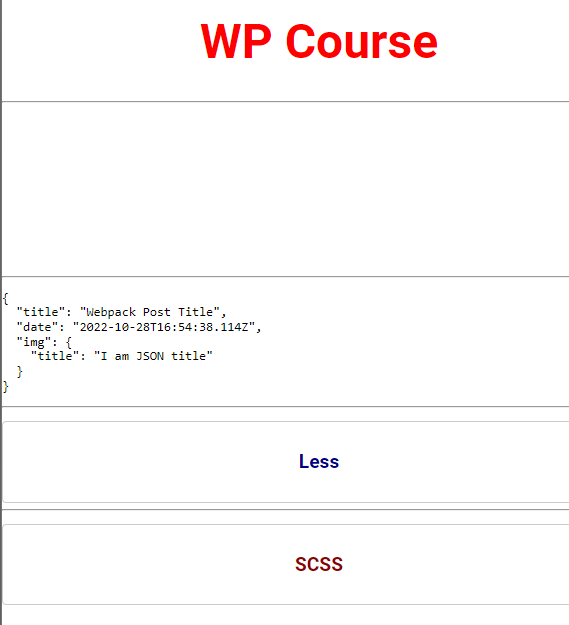 WP Course
{
"title": "Webpack Post Title",
"date": "2022-10-28T16:54:38.114Z",
"img": {
"title": "I am JSON title"
}
}
Less
SCSS